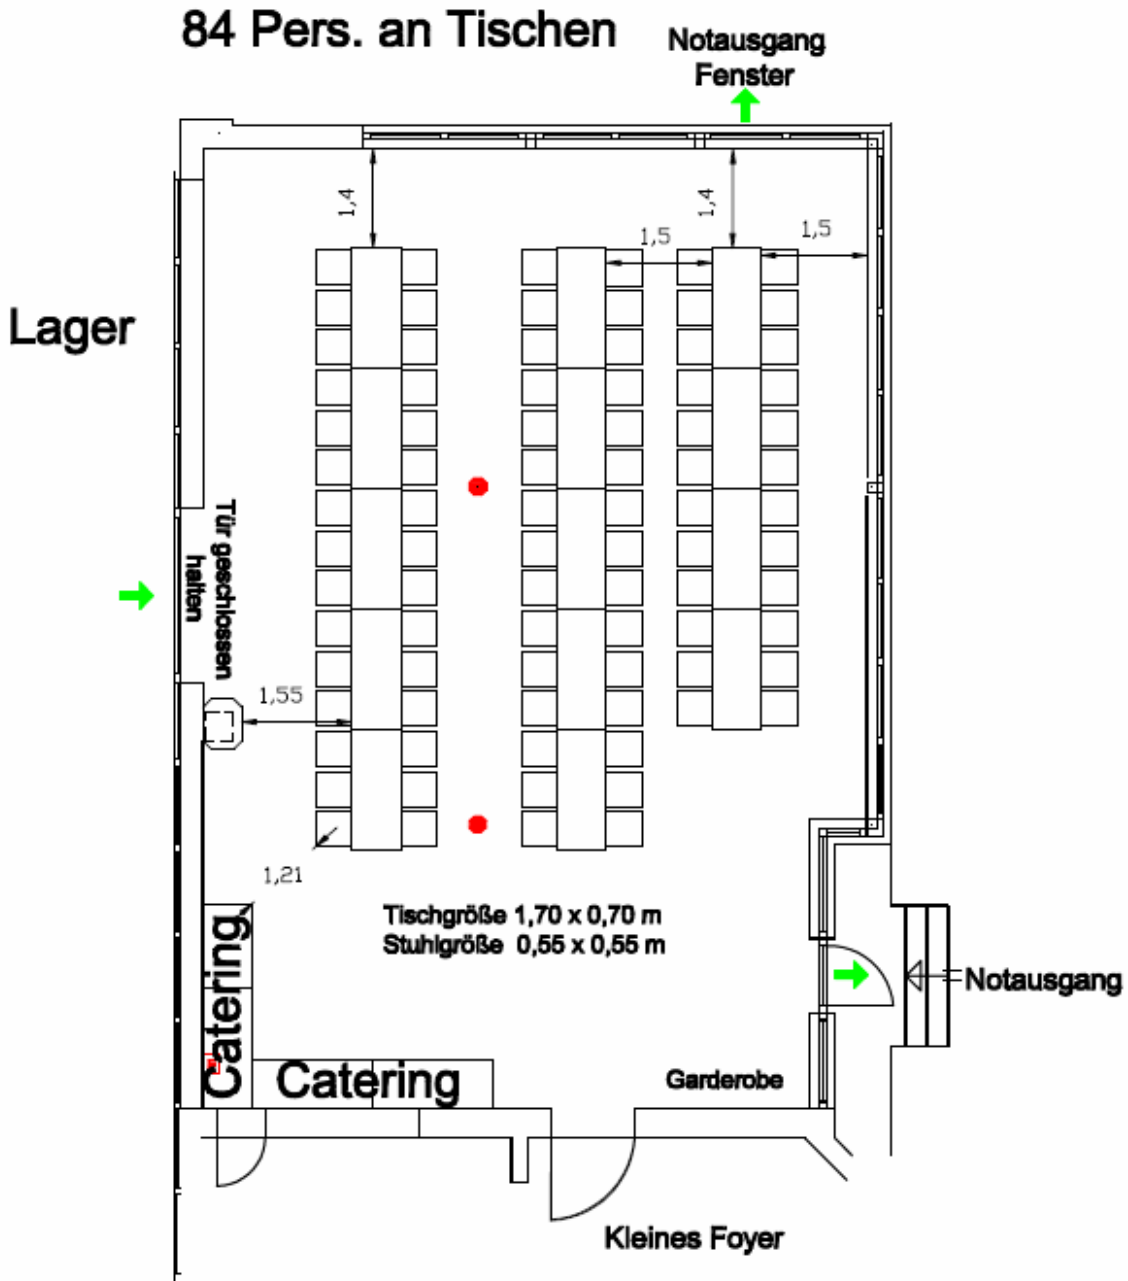 84 Pers. an Tischen
Notausgang
Fenster
1,4
1,4
1,5
1,5
Lager
Tür geschlossen
halten
1,55
1,21
Tischgröße 1,70 x 0,70 m
Stuhlgröße 0,55 x 0,55 m
Catering
Notausgang
Catering
Garderobe
Kleines Foyer